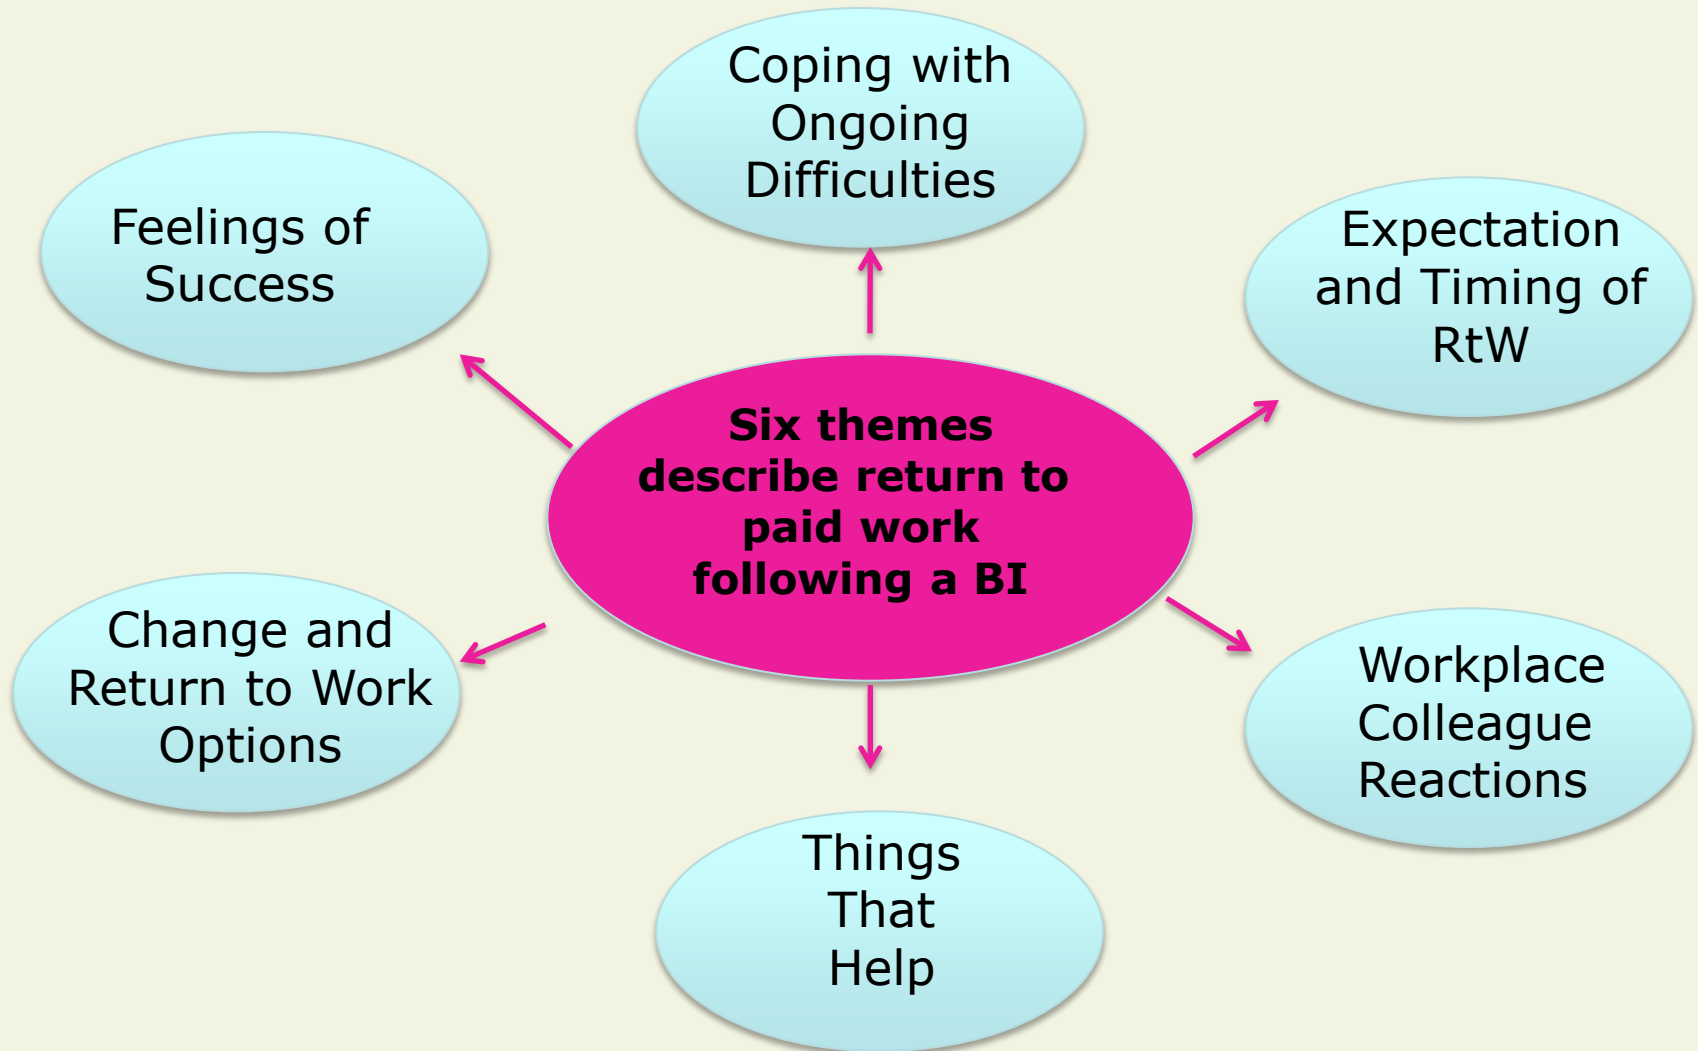 Coping with
Ongoing
Difficulties
Feelings of
Success
Expectation
and Timing of
RtW
Six themes
describe return to
paid work
following a BI
Change and
Return to Work
Options
Workplace
Colleague
Reactions
Things
That
Help